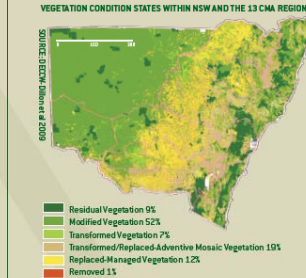 VEGETATION CONDITION STATES WITHIN NSW AND THE 13 CMA REGION
SOURCE: DECCW-Dillon et al 2009
Residual Vegetation 9%
Modified Vegetation 52%
Transformed Vegetation 7%
Transformed/Replaced-Adventive Mosaic Vegetation 19%
Replaced-Managed Vegetation 12%
Removed 1%